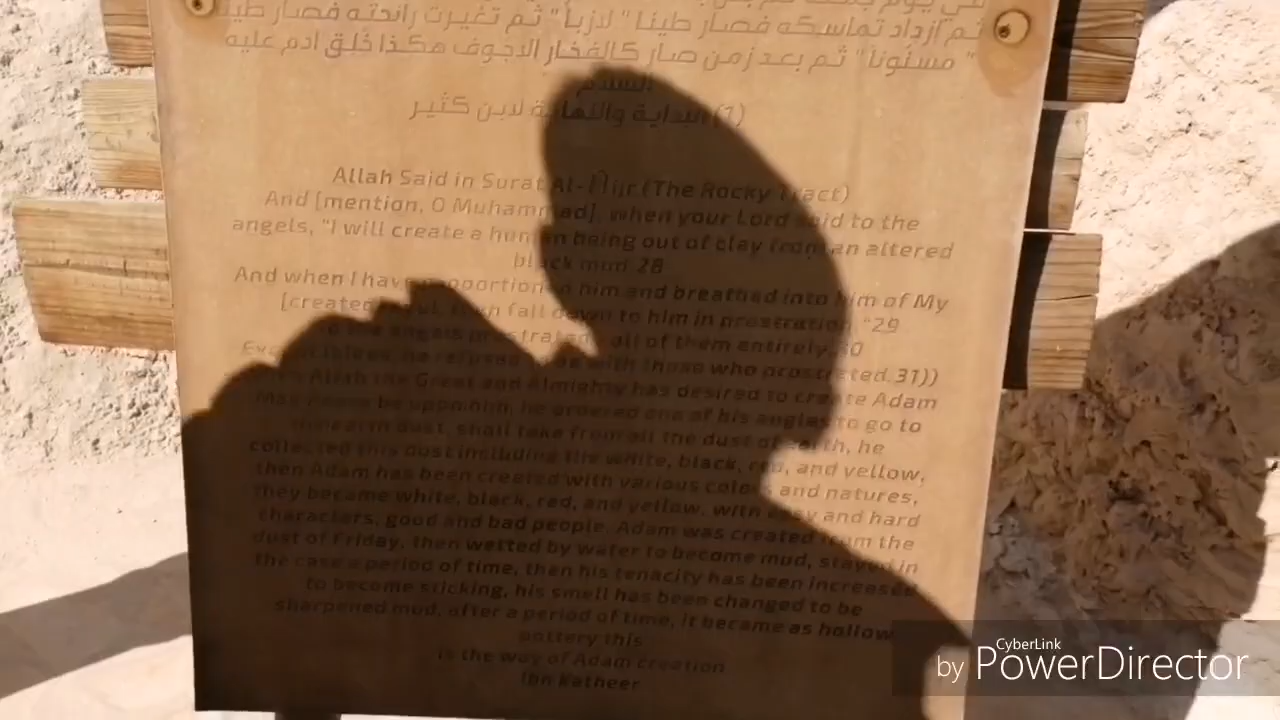 ثم ازداد تماسكه فصار طينا " لازباً " ثم تغيرت رائحته فصار طينا
" مسنوناً " ثم بعد زمن صار كالفخار الاجوف هكذا خُلق ادم عليه
السلام
(1) البداية والنهاية لابن كثير
Allah Said in Surat Al-Hijr (The Rocky Tract)
And [mention, O Muhammad], when your Lord said to the
angels, "I will create a human being out of clay from an altered
black mud 28
And when I have proportioned him and breathed into him of My
[created] soul, then fall down to him in prostration. "29
So the angels prostrated all of them entirely 30
Except Iblees, he refused to be with those who prostrated. 31))
Allah the Great and Almighty has desired to create Adam
May Peace be upon him, he ordered one of his anglas to go to
dust, shall take from all the dust of earth, he
collected this dust including the white, black, red, and yellow,
then Adam has been created with various colors and natures,
They became white, black, red, and yellow. with easy and hard
characters, good and bad people. Adam was created from the
dust of Friday, then wetted by water to become mud, stayed in
the case a period of time, then his tenacity has been increased
to become sticking, his smell has been changed to be
sharpened mud, after a period of time, it became as hollow
pottery this
is the way of Adam creation
Ibn Katheer
CyberLink
by PowerDirector